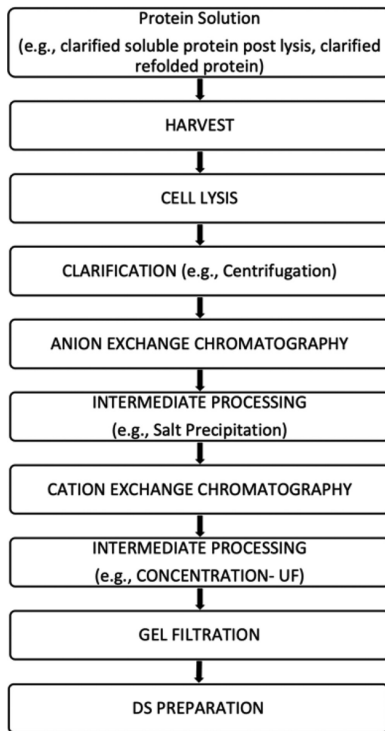 Protein Solution
(e.g., clarified soluble protein post lysis, clarified
refolded protein)
HARVEST
CELL LYSIS
CLARIFICATION (e.g., Centrifugation)
ANION EXCHANGE CHROMATOGRAPHY
INTERMEDIATE PROCESSING
(e.g., Salt Precipitation)
CATION EXCHANGE CHROMATOGRAPHY
INTERMEDIATE PROCESSING
(e.g., CONCENTRATION- UF)
GEL FILTRATION
DS PREPARATION